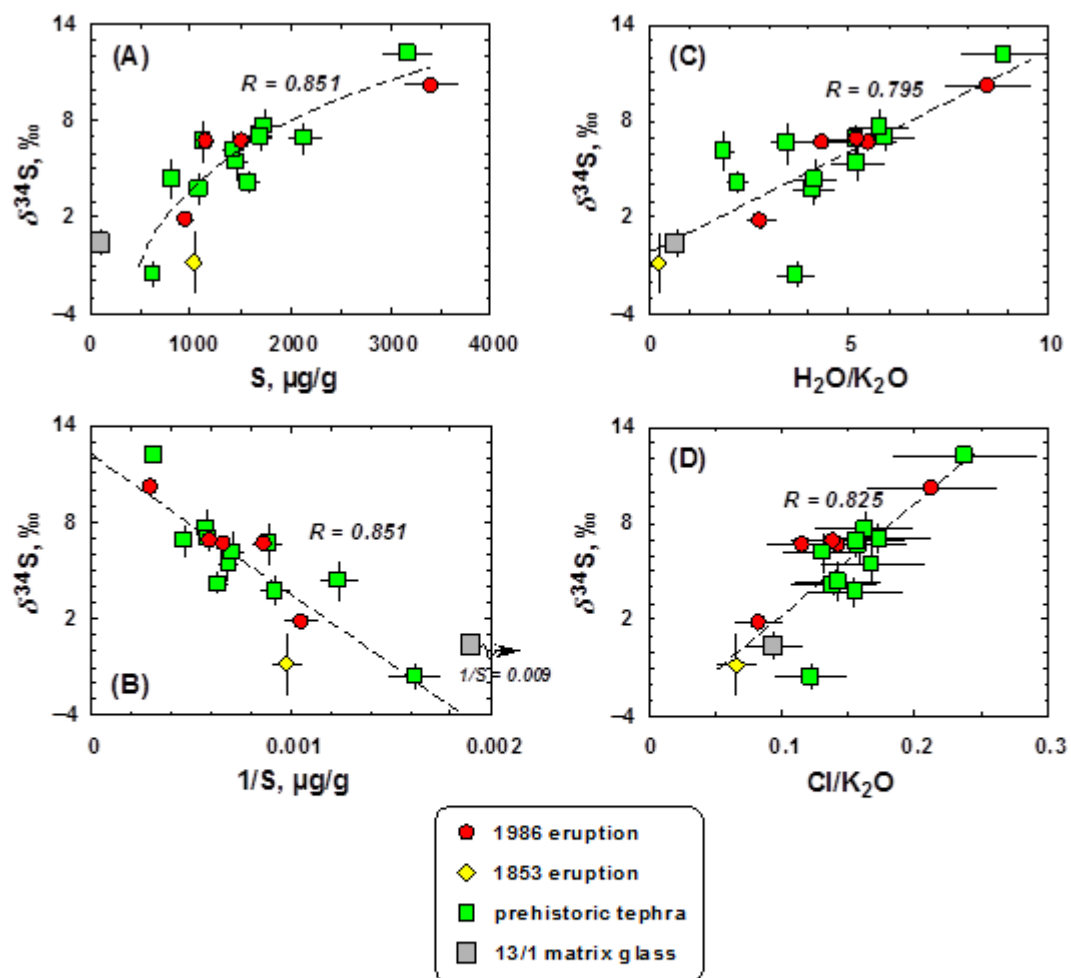 14
(A)
R = 0.851
8
δ34S, ‰
2
–4
0
1000
2000
3000
4000
S, µg/g
14
(C)
R = 0.795
8
δ34S, ‰
2
–4
0
5
10
H2O/K2O
14
R = 0.851
8
δ34S, ‰
2
(B)
1/S = 0.009
–4
0
0.001
0.002
1/S, µg/g
14
(D)
R = 0.825
8
δ34S, ‰
2
–4
0
0.1
0.2
0.3
Cl/K2O
1986 eruption
1853 eruption
prehistoric tephra
13/1 matrix glass